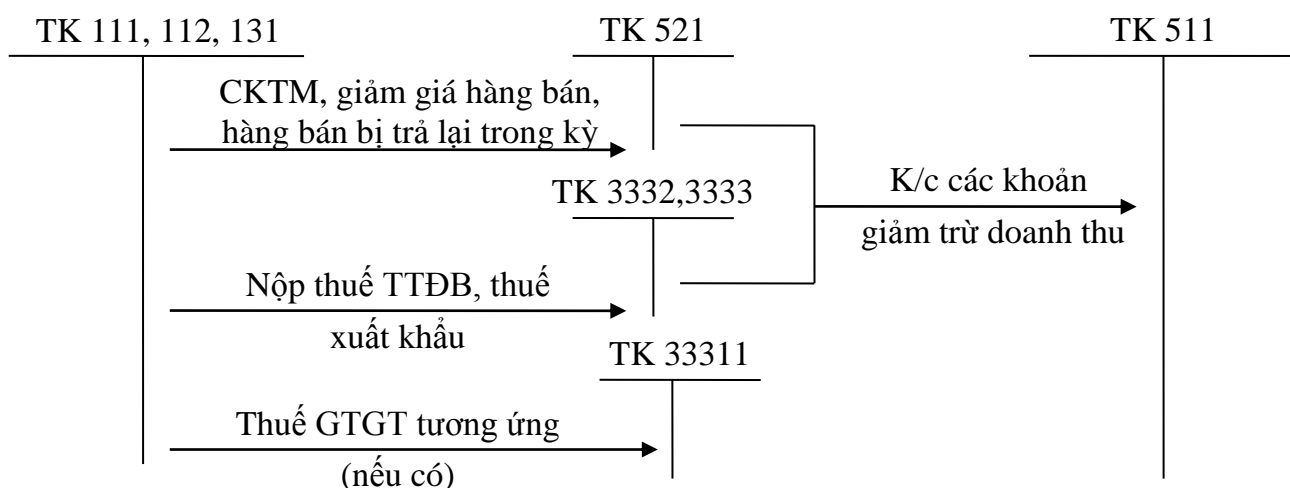 TK 111, 112, 131
TK 521
TK 511
CKTM, giảm giá hàng bán,
hàng bán bị trả lại trong kỳ
TK 3332,3333
K/c các khoản
giảm trừ doanh thu
Nộp thuế TTĐB, thuế
xuất khẩu
TK 33311
Thuế GTGT tương ứng
(nếu có)